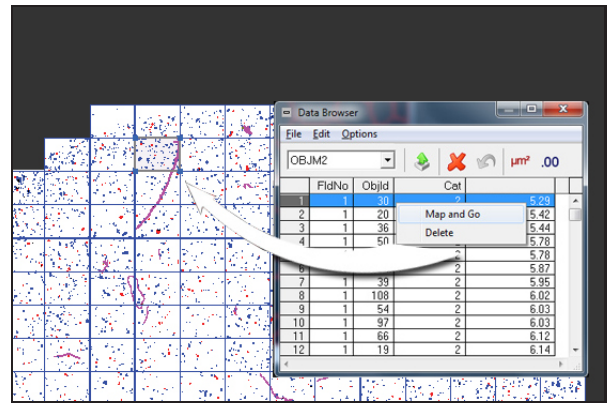 Data Browser
File Edit Options
OBJM2 µm² .00
FldNo ObjId Cat
1 1 30 2 5.29
2 1 20 5.42
3 1 36 5.44
4 1 50 5.78
2 5.78
6 5.87
7 1 39 2 5.95
8 1 108 2 6.02
9 1 54 2 6.03
10 1 97 2 6.03
11 1 66 2 6.12
12 1 19 2 6.14
Map and Go
Delete